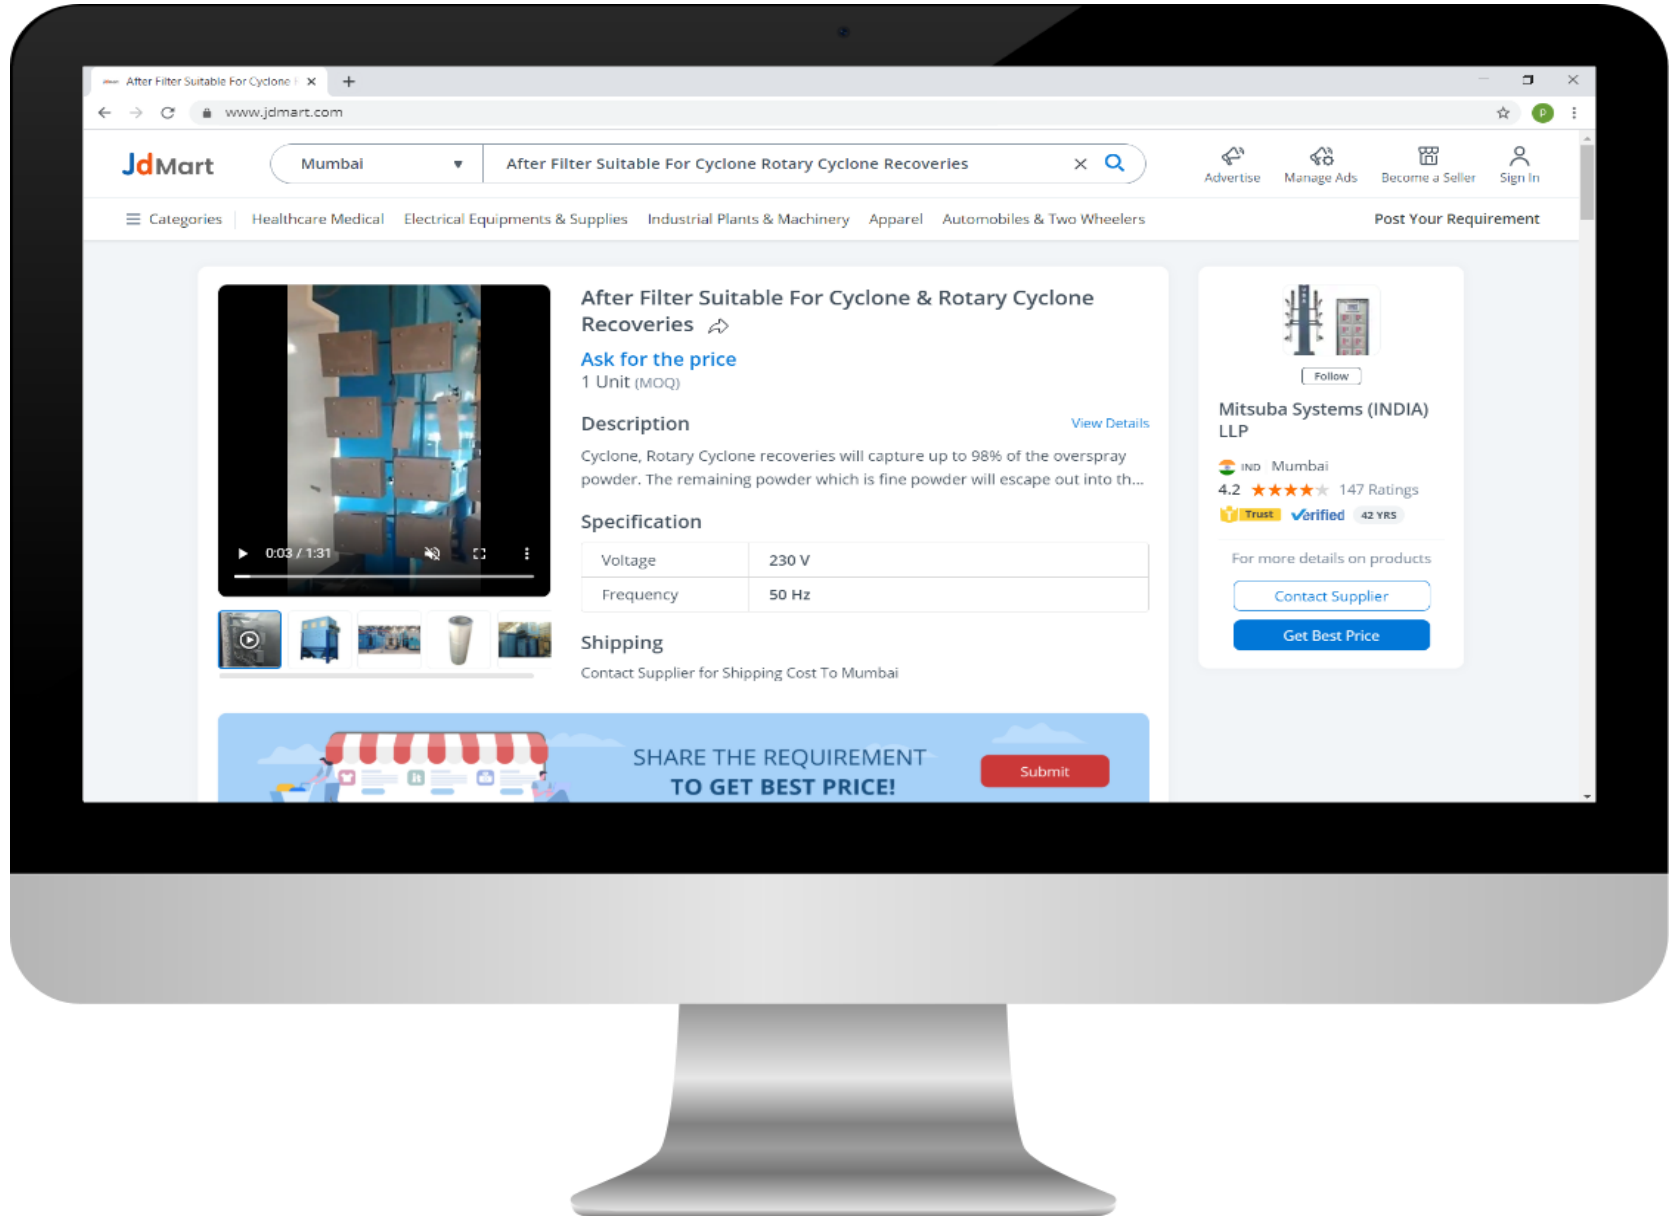 After Filter Suitable For Cyclone
www.jdmart.com
P
JdMart
Mumbai
After Filter Suitable For Cyclone Rotary Cyclone Recoveries
Advertise
Manage Ads
Become a Seller
Sign In
Categories
Healthcare Medical
Electrical Equipments & Supplies
Industrial Plants & Machinery
Apparel
Automobiles & Two Wheelers
Post Your Requirement
0:03 / 1:31
After Filter Suitable For Cyclone & Rotary Cyclone
Recoveries
Ask for the price
1 Unit (MOQ)
Description
View Details
Cyclone, Rotary Cyclone recoveries will capture up to 98% of the overspray
powder. The remaining powder which is fine powder will escape out into th...
Specification
Voltage 230 V
Frequency 50 Hz
Shipping
Contact Supplier for Shipping Cost To Mumbai
SHARE THE REQUIREMENT
TO GET BEST PRICE!
Submit
Follow
Mitsuba Systems (INDIA)
LLP
IND Mumbai
4.2 147 Ratings
Trust Verified 42 YRS
For more details on products
Contact Supplier
Get Best Price